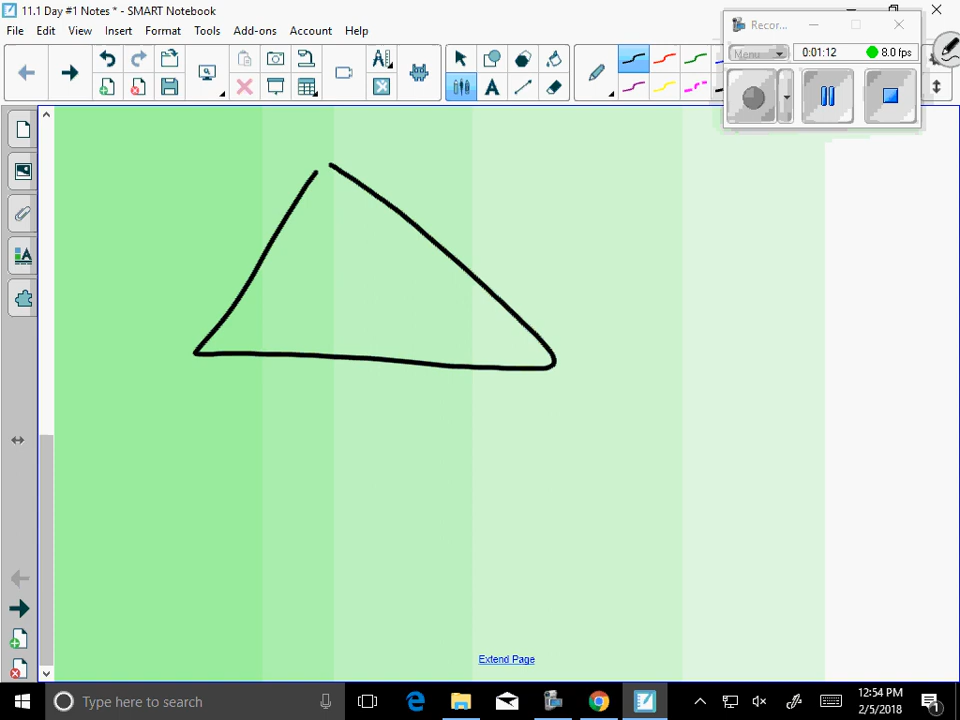 11.1 Day #1 Notes * - SMART Notebook
File Edit View Insert Format Tools Add-ons Account Help
Recor...
Menu
0:01:12
8.0 fps
A
A
Extend Page
Type here to search
12:54 PM
2/5/2018
1